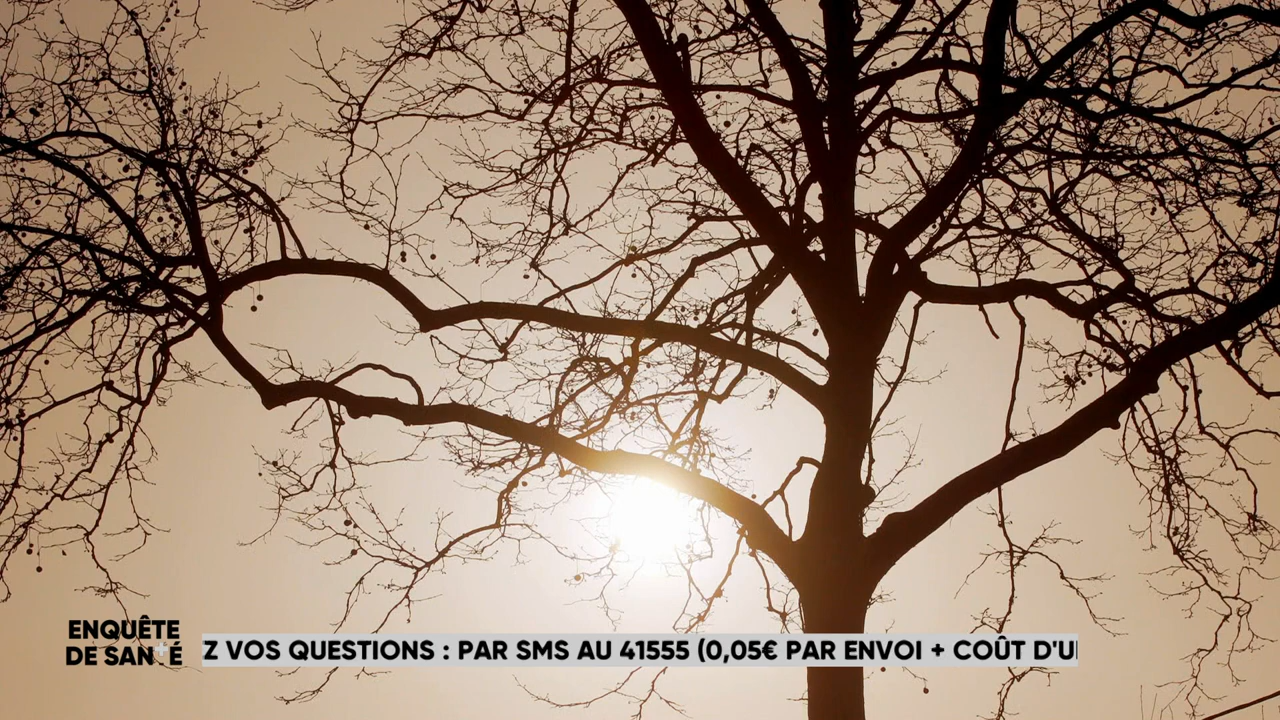 ENQUÊTE
DE SANTÉ
Z VOS QUESTIONS : PAR SMS AU 41555 (0,05€ PAR ENVOI + COÛT D'U